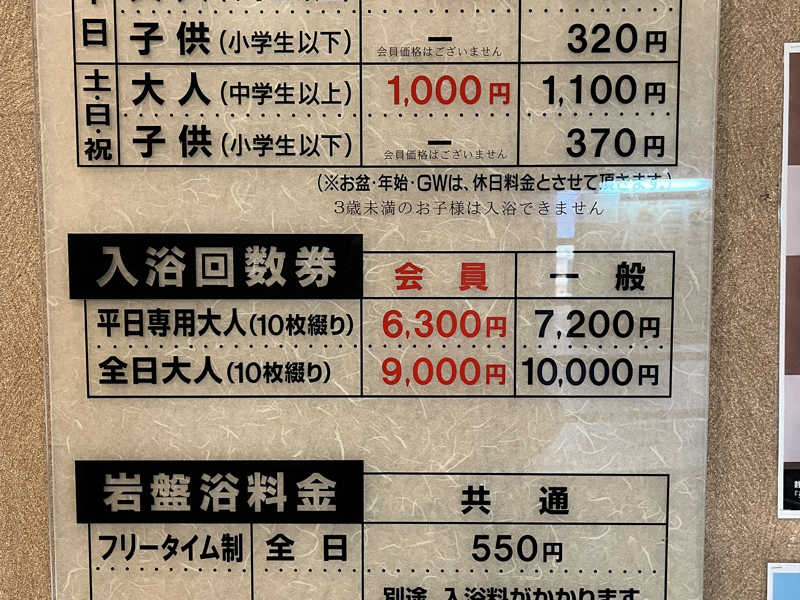 日 子供(小学生以下) ー 会員価格はございません 320円
土・日・祝 大人(中学生以上) 1,000円 1,100円
子供(小学生以下) ー 会員価格はございません 370円
(※お盆・年始・GWは、休日料金とさせて頂きます。)
3歳未満のお子様は入浴できません
入浴回数券 会員 一般
平日専用大人(10枚綴り) 6,300円 7,200円
全日大人(10枚綴り) 9,000円 10,000円
岩盤浴料金 共通
フリータイム制 全日 550円
別途、入浴料がかかります